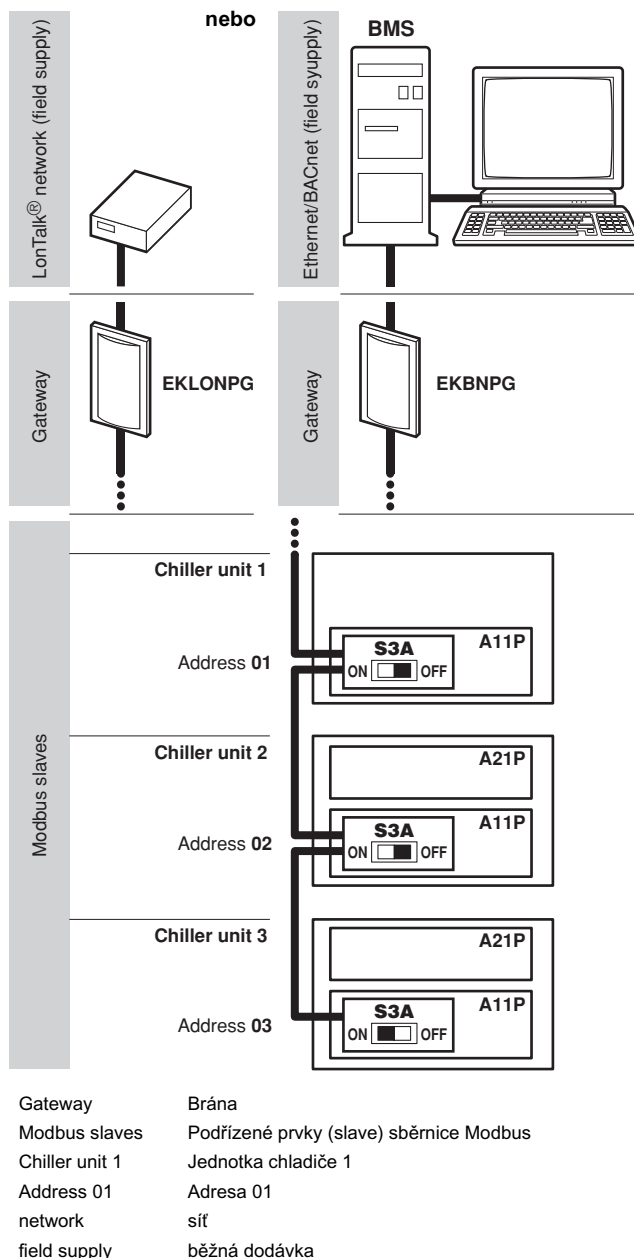 nebo
LonTalk® network (field supply)
BMS
Ethernet/BACnet (field syupply)
Gateway
EKLONPG
Gateway
EKBNPG
Modbus slaves
Chiller unit 1
Address 01
A11P
S3A
ON OFF
Chiller unit 2
Address 02
A21P
A11P
S3A
ON OFF
Chiller unit 3
Address 03
A21P
A11P
S3A
ON OFF
Gateway Brána
Modbus slaves Podřízené prvky (slave) sběrnice Modbus
Chiller unit 1 Jednotka chladiče 1
Address 01 Adresa 01
network síť
field supply běžná dodávka